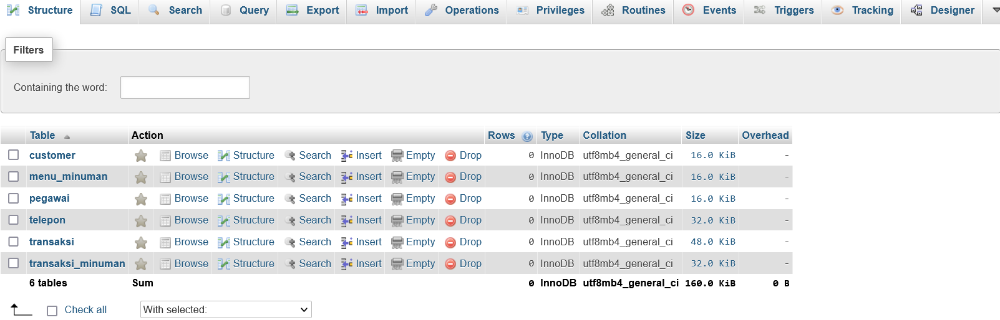 Structure SQL Search Query Export Import Operations Privileges Routines Events Triggers Tracking Designer
Filters
Containing the word:
Table Action Rows Type Collation Size Overhead
customer Browse Structure Search Insert Empty Drop 0 InnoDB utf8mb4_general_ci 16.0 KiB -
menu_minuman Browse Structure Search Insert Empty Drop 0 InnoDB utf8mb4_general_ci 16.0 KiB -
pegawai Browse Structure Search Insert Empty Drop 0 InnoDB utf8mb4_general_ci 16.0 KiB -
telepon Browse Structure Search Insert Empty Drop 0 InnoDB utf8mb4_general_ci 32.0 KiB -
transaksi Browse Structure Search Insert Empty Drop 0 InnoDB utf8mb4_general_ci 48.0 KiB -
transaksi_minuman Browse Structure Search Insert Empty Drop 0 InnoDB utf8mb4_general_ci 32.0 KiB -
6 tables Sum 0 InnoDB utf8mb4_general_ci 160.0 KiB 0 B
Check all With selected: